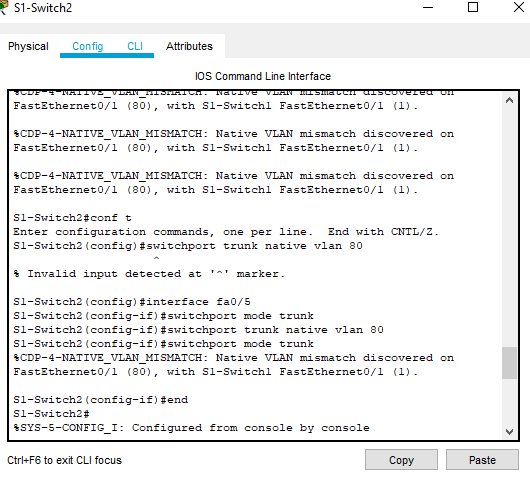 S1-Switch2
Physical Config CLI Attributes
IOS Command Line Interface
%CDP-4-NATIVE_VLAN_MISMATCH: Native VLAN mismatch discovered on
FastEthernet0/1 (80), with S1-Switch1 FastEthernet0/1 (1).
%CDP-4-NATIVE_VLAN_MISMATCH: Native VLAN mismatch discovered on
FastEthernet0/1 (80), with S1-Switch1 FastEthernet0/1 (1).
%CDP-4-NATIVE_VLAN_MISMATCH: Native VLAN mismatch discovered on
FastEthernet0/1 (80), with S1-Switch1 FastEthernet0/1 (1).
S1-Switch2#conf t
Enter configuration commands, one per line.  End with CNTL/Z.
S1-Switch2(config)#switchport trunk native vlan 80
^
% Invalid input detected at '^' marker.
S1-Switch2(config)#interface fa0/5
S1-Switch2(config-if)#switchport mode trunk
S1-Switch2(config-if)#switchport trunk native vlan 80
S1-Switch2(config-if)#switchport mode trunk
%CDP-4-NATIVE_VLAN_MISMATCH: Native VLAN mismatch discovered on
FastEthernet0/1 (80), with S1-Switch1 FastEthernet0/1 (1).
S1-Switch2(config-if)#end
S1-Switch2#
%SYS-5-CONFIG_I: Configured from console by console
Ctrl+F6 to exit CLI focus
Copy Paste